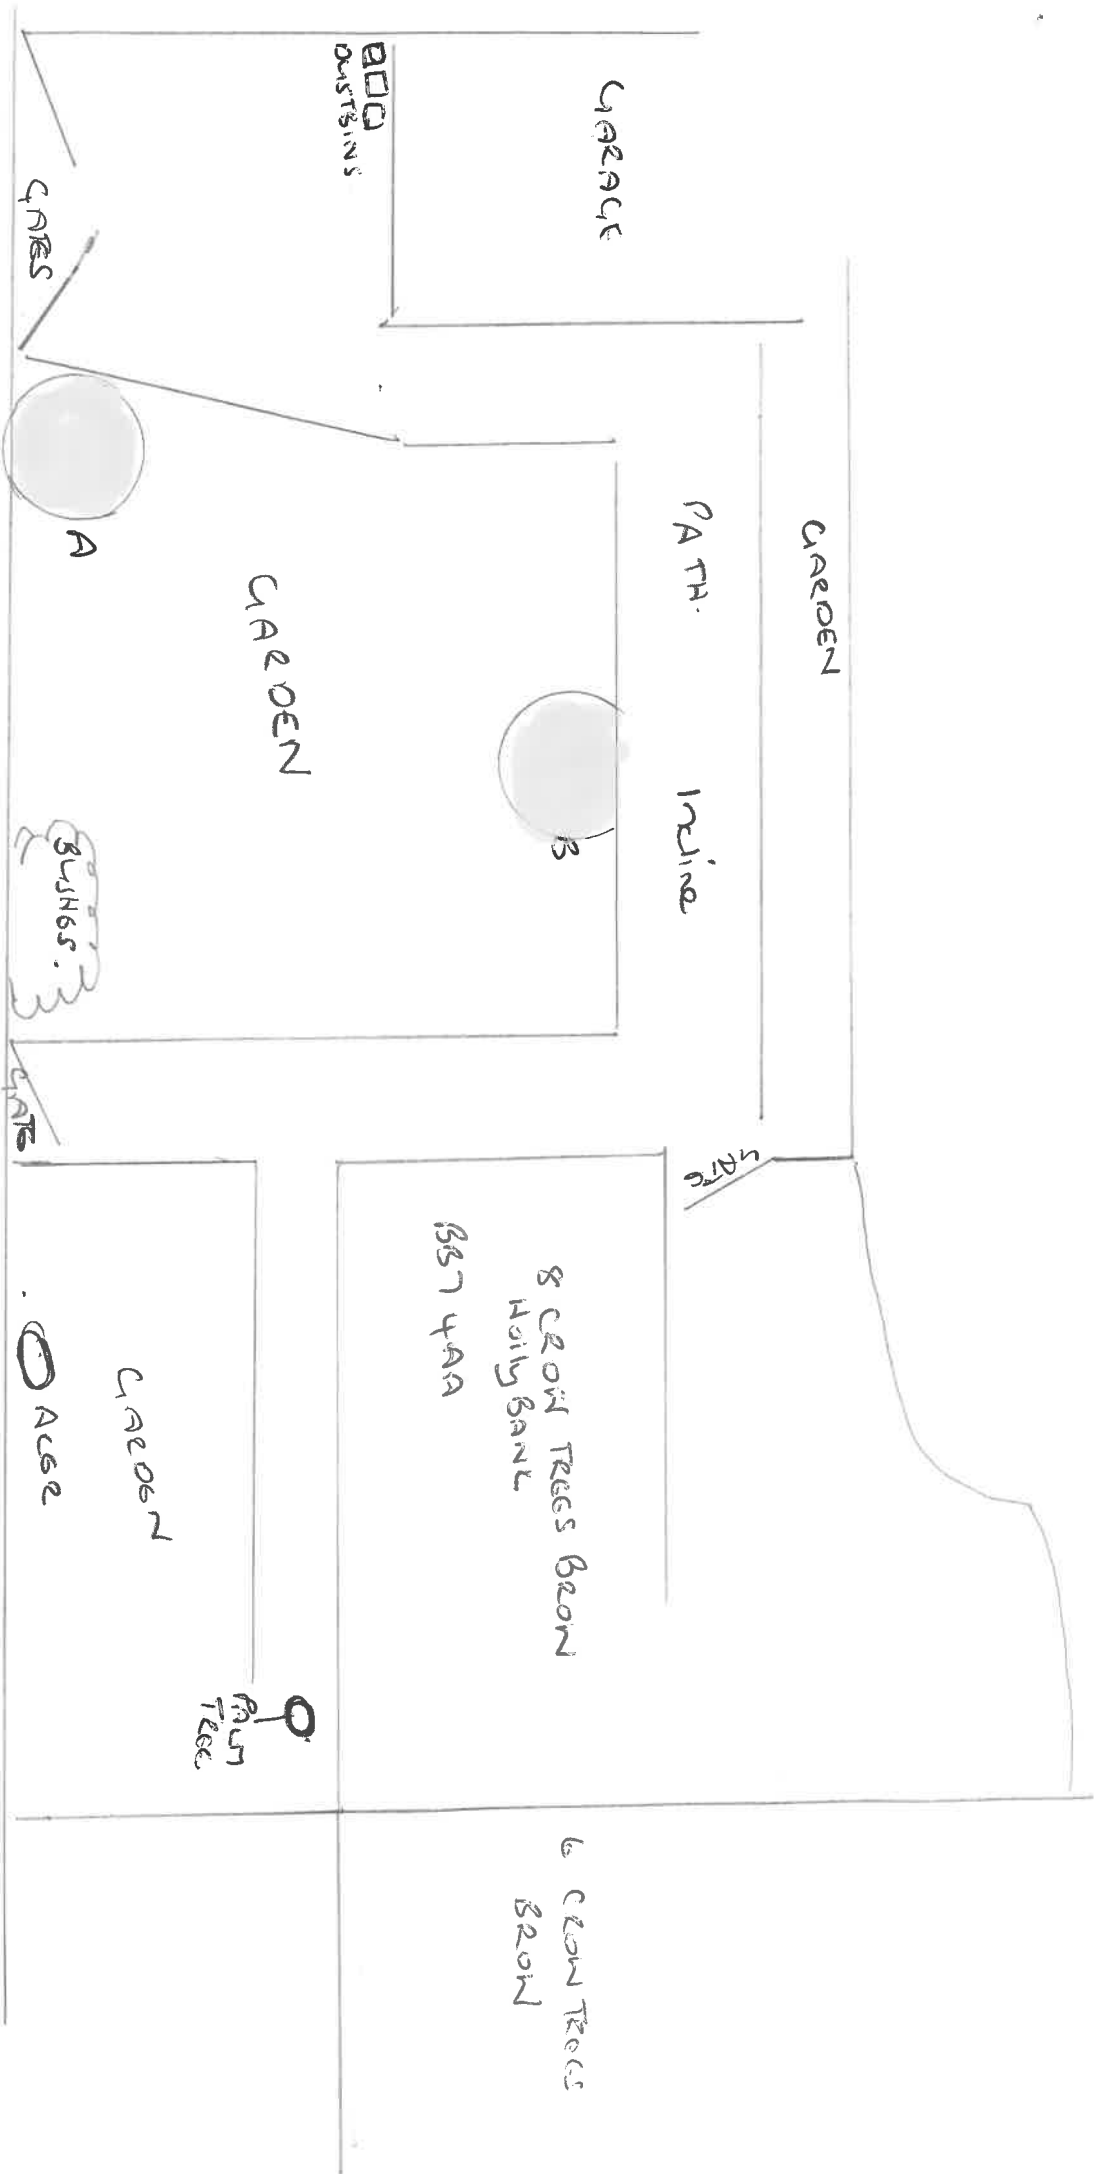 GARDEN
GATE
PATH. Incline
GARAGE
8 CROW TREES BROW
Holly BANK
BB7 4AA
6 CROW TREES
BROW
B
DUSTBINS
GARDEN
PALM
TREE
GARDEN
A
BUSHES.
ACER
GATES
GATE